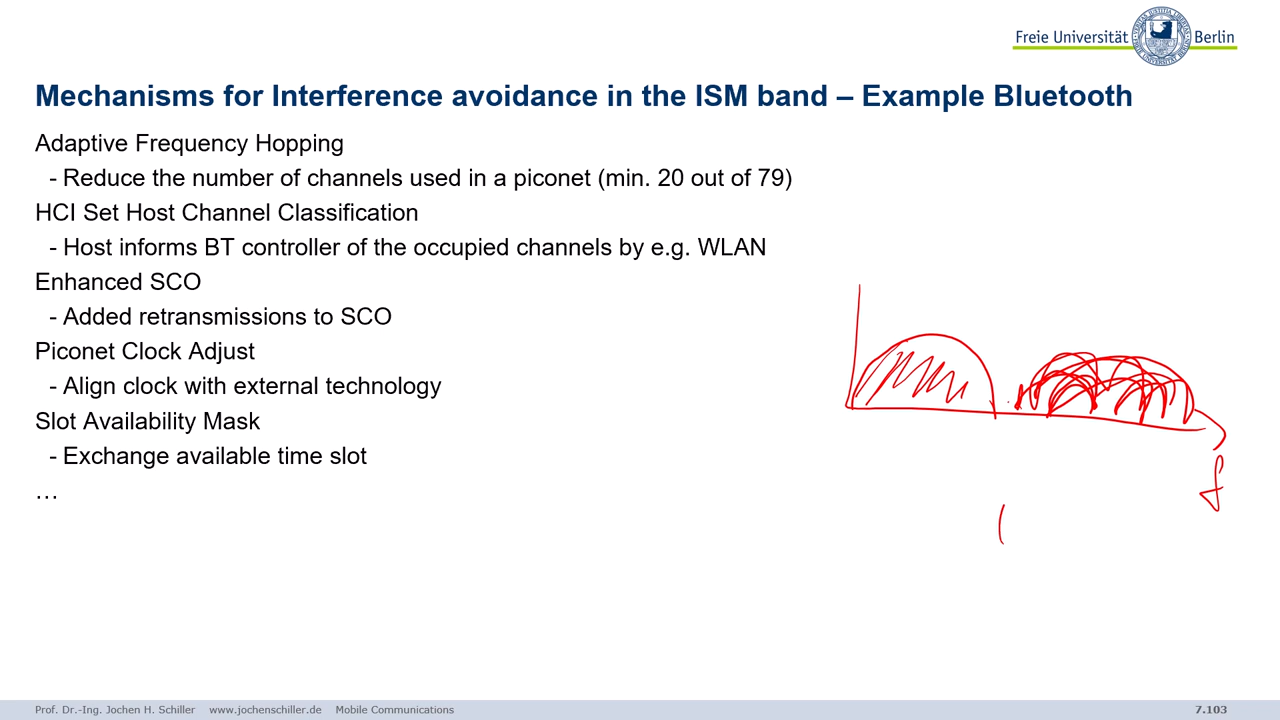 Freie Universität Berlin
Mechanisms for Interference avoidance in the ISM band – Example Bluetooth
Adaptive Frequency Hopping
- Reduce the number of channels used in a piconet (min. 20 out of 79)
HCI Set Host Channel Classification
- Host informs BT controller of the occupied channels by e.g. WLAN
Enhanced SCO
- Added retransmissions to SCO
Piconet Clock Adjust
- Align clock with external technology
Slot Availability Mask
- Exchange available time slot
…
f
Prof. Dr.-Ing. Jochen H. Schiller www.jochenschiller.de Mobile Communications 7.103